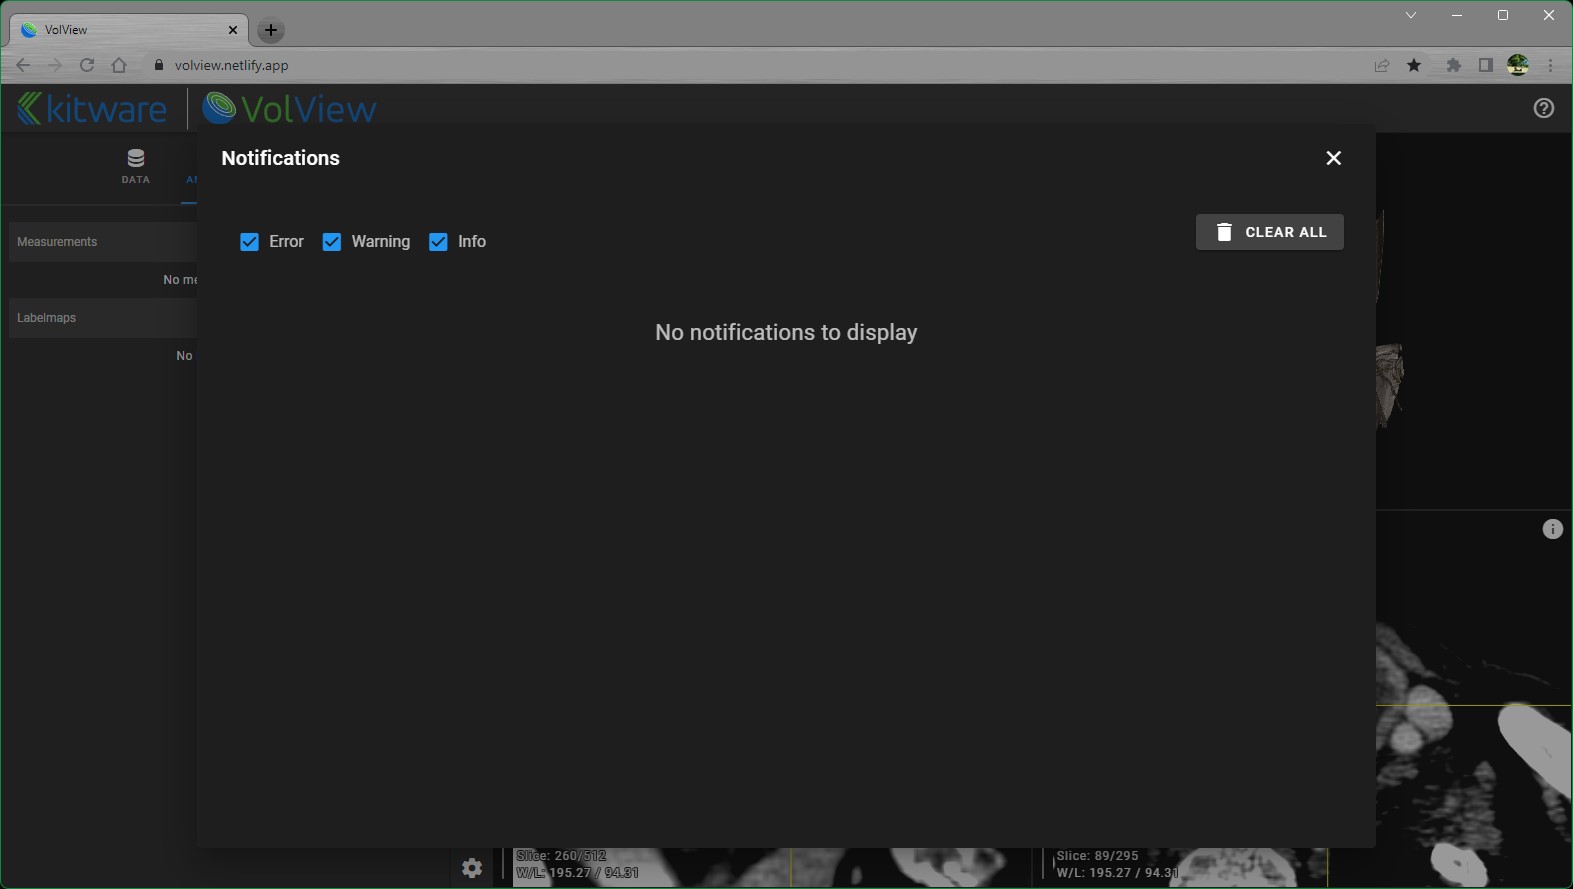 VolView
volview.netlify.app
kitware VolView
Notifications
DATA
Error Warning Info
CLEAR ALL
Measurements
No
Labelmaps
No
No notifications to display
Slice: 260/512
W/L: 195.27 / 94.31
Slice: 89/295
W/L: 195.27 / 94.31